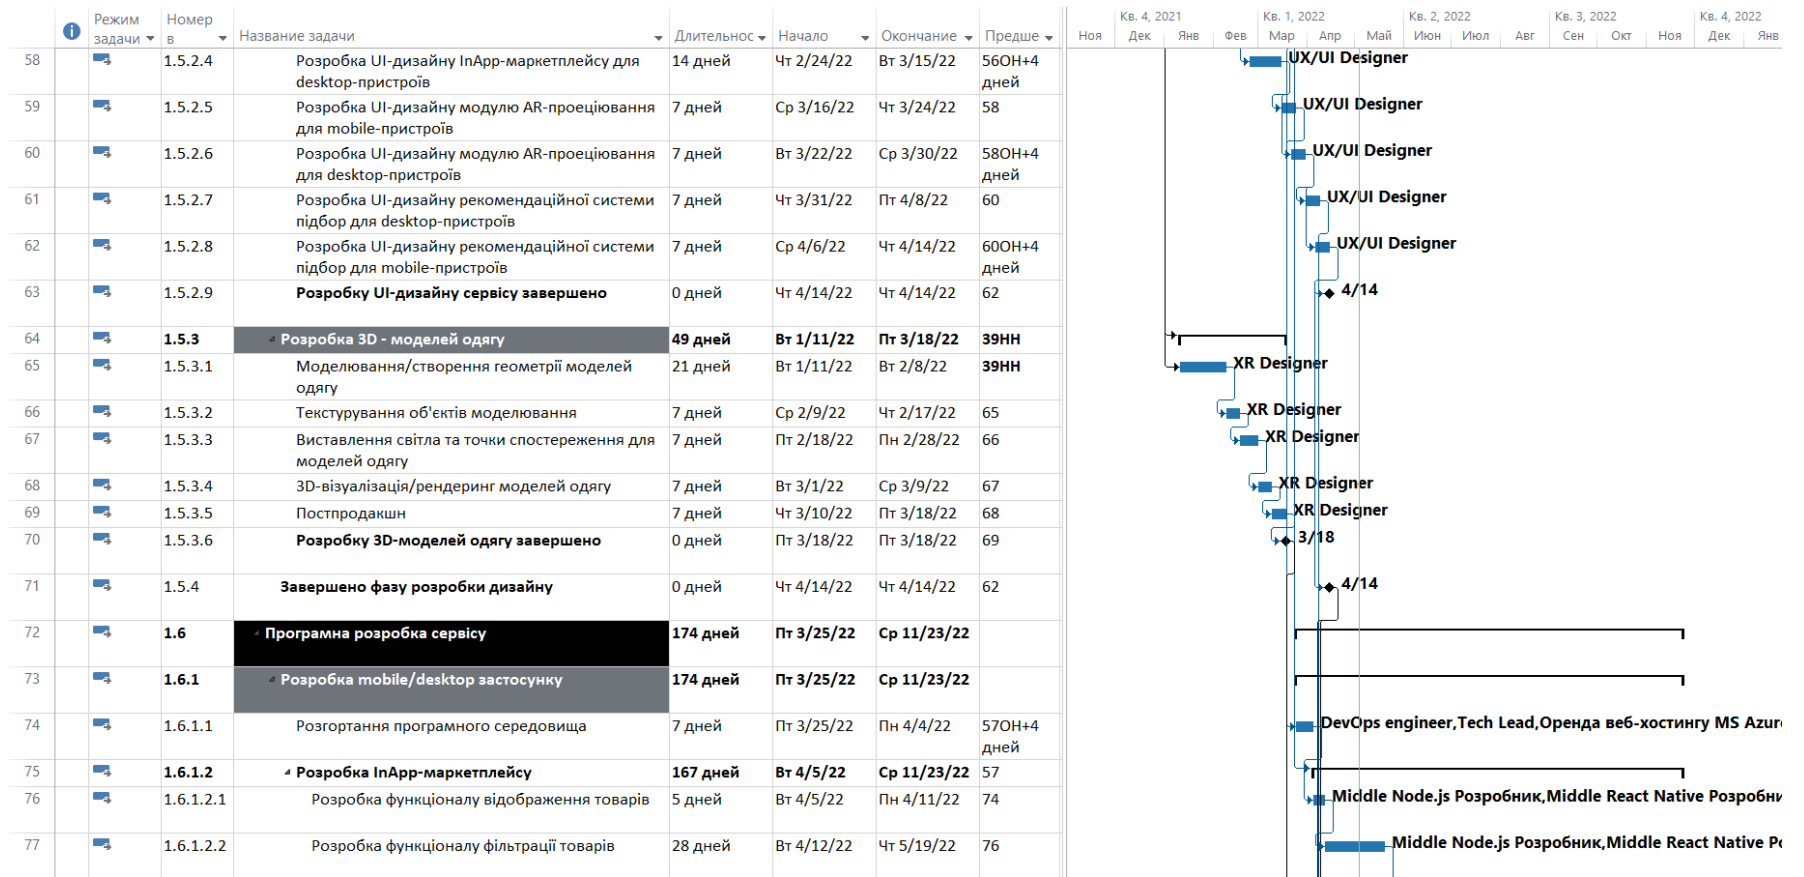 Режим задачи Номер в Название задачи Длительнос Начало Окончание Предше
Кв. 4, 2021 Кв. 1, 2022 Кв. 2, 2022 Кв. 3, 2022 Кв. 4, 2022
Ноя Дек Янв Фев Мар Апр Май Июн Июл Авг Сен Окт Ноя Дек Янв
58 1.5.2.4 Розробка UI-дизайну InApp-маркетплейсу для 14 дней Чт 2/24/22 Вт 3/15/22 56ОН+4 UX/UI Designer
desktop-пристроїв дней
59 1.5.2.5 Розробка UI-дизайну модулю AR-проеціювання 7 дней Ср 3/16/22 Чт 3/24/22 58 UX/UI Designer
для mobile-пристроїв
60 1.5.2.6 Розробка UI-дизайну модулю AR-проеціювання 7 дней Вт 3/22/22 Ср 3/30/22 58ОН+4 UX/UI Designer
для desktop-пристроїв дней
61 1.5.2.7 Розробка UI-дизайну рекомендаційної системи 7 дней Чт 3/31/22 Пт 4/8/22 60 UX/UI Designer
підбор для desktop-пристроїв
62 1.5.2.8 Розробка UI-дизайну рекомендаційної системи 7 дней Ср 4/6/22 Чт 4/14/22 60ОН+4 UX/UI Designer
підбор для mobile-пристроїв дней
63 1.5.2.9 Розробку UI-дизайну сервісу завершено 0 дней Чт 4/14/22 Чт 4/14/22 62 4/14
64 1.5.3 Розробка 3D - моделей одягу 49 дней Вт 1/11/22 Пт 3/18/22 39НН
65 1.5.3.1 Моделювання/створення геометрії моделей 21 дней Вт 1/11/22 Вт 2/8/22 39НН XR Designer
одягу
66 1.5.3.2 Текстурування об'єктів моделювання 7 дней Ср 2/9/22 Чт 2/17/22 65 XR Designer
67 1.5.3.3 Виставлення світла та точки спостереження для 7 дней Пт 2/18/22 Пн 2/28/22 66 XR Designer
моделей одягу
68 1.5.3.4 3D-візуалізація/рендеринг моделей одягу 7 дней Вт 3/1/22 Ср 3/9/22 67 XR Designer
69 1.5.3.5 Постпродакшн 7 дней Чт 3/10/22 Пт 3/18/22 68 XR Designer
70 1.5.3.6 Розробку 3D-моделей одягу завершено 0 дней Пт 3/18/22 Пт 3/18/22 69 3/18
71 1.5.4 Завершено фазу розробки дизайну 0 дней Чт 4/14/22 Чт 4/14/22 62 4/14
72 1.6 Програмна розробка сервісу 174 дней Пт 3/25/22 Ср 11/23/22
73 1.6.1 Розробка mobile/desktop застосунку 174 дней Пт 3/25/22 Ср 11/23/22
74 1.6.1.1 Розгортання програмного середовища 7 дней Пт 3/25/22 Пн 4/4/22 57ОН+4 DevOps engineer,Tech Lead,Оренда веб-хостингу MS Azure
дней
75 1.6.1.2 Розробка InApp-маркетплейсу 167 дней Вт 4/5/22 Ср 11/23/22 57
76 1.6.1.2.1 Розробка функціоналу відображення товарів 5 дней Вт 4/5/22 Пн 4/11/22 74 Middle Node.js Розробник,Middle React Native Розробни
77 1.6.1.2.2 Розробка функціоналу фільтрації товарів 28 дней Вт 4/12/22 Чт 5/19/22 76 Middle Node.js Розробник,Middle React Native Ро